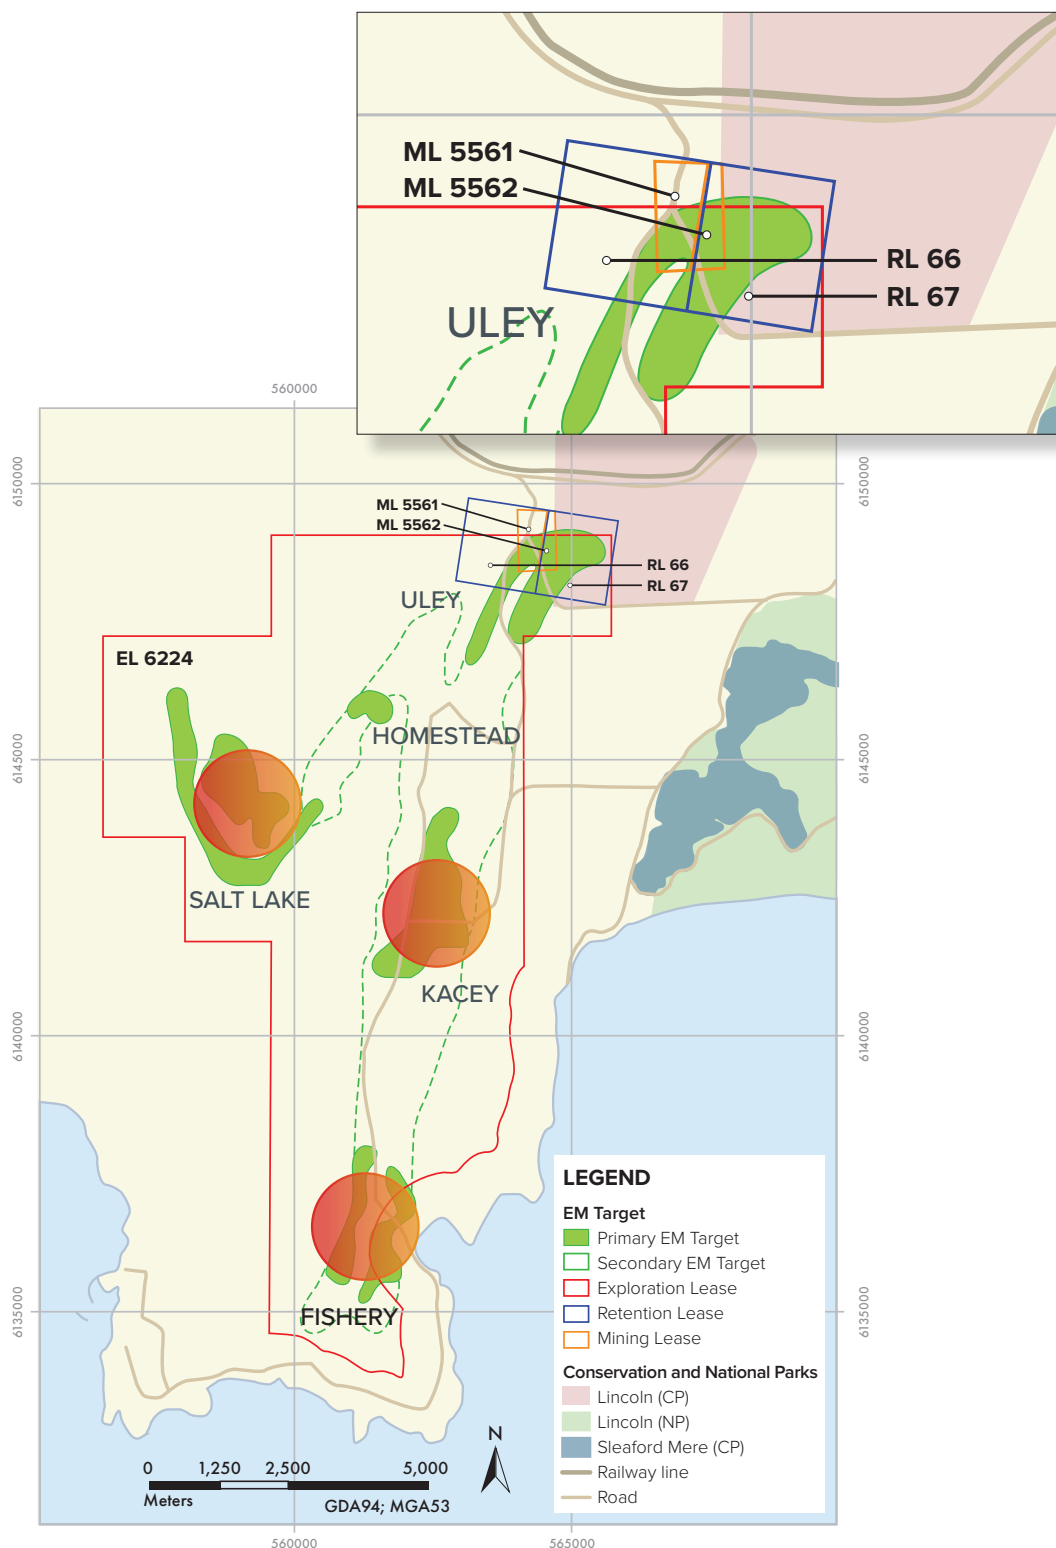 ML 5561
ML 5562
RL 66
RL 67
ULEY
560000
6150000
6150000
ML 5561
ML 5562
RL 66
RL 67
ULEY
EL 6224
HOMESTEAD
6145000
6145000
SALT LAKE
KACEY
6140000
6140000
FISHERY
6135000
6135000
LEGEND
EM Target
Primary EM Target
Secondary EM Target
Exploration Lease
Retention Lease
Mining Lease
Conservation and National Parks
Lincoln (CP)
Lincoln (NP)
Sleaford Mere (CP)
Railway line
Road
N
0 1,250 2,500 5,000
Meters
GDA94; MGA53
560000
565000